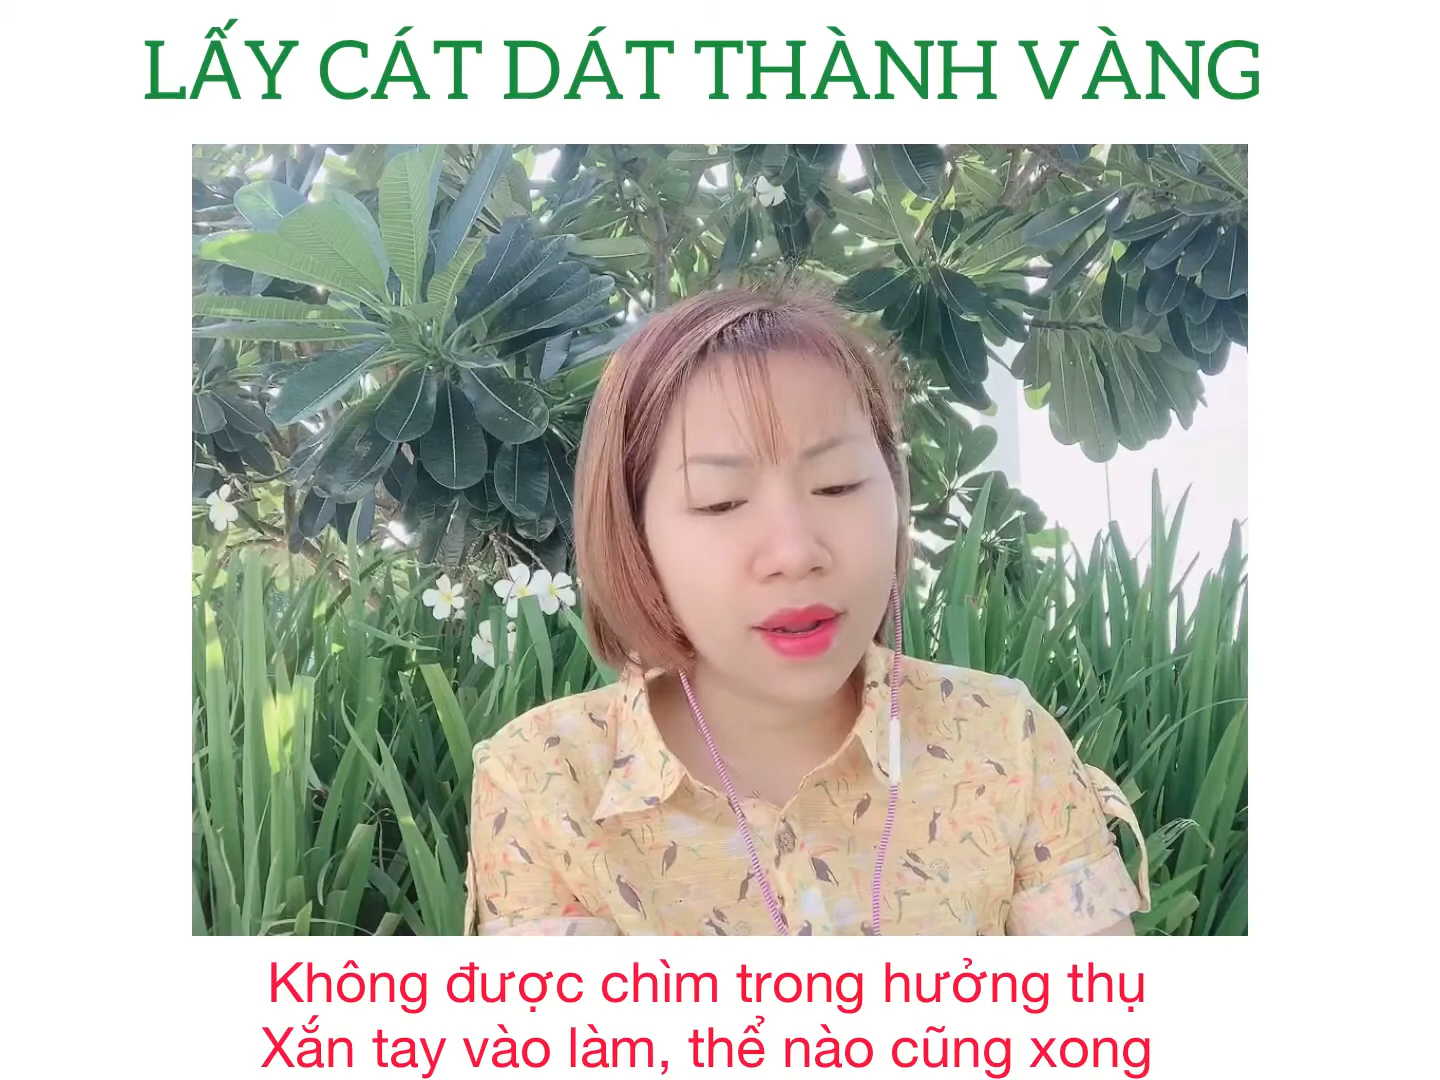 LẤY CÁT DÁT THÀNH VÀNG
Không được chìm trong hưởng thụ
Xắn tay vào làm, thể nào cũng xong